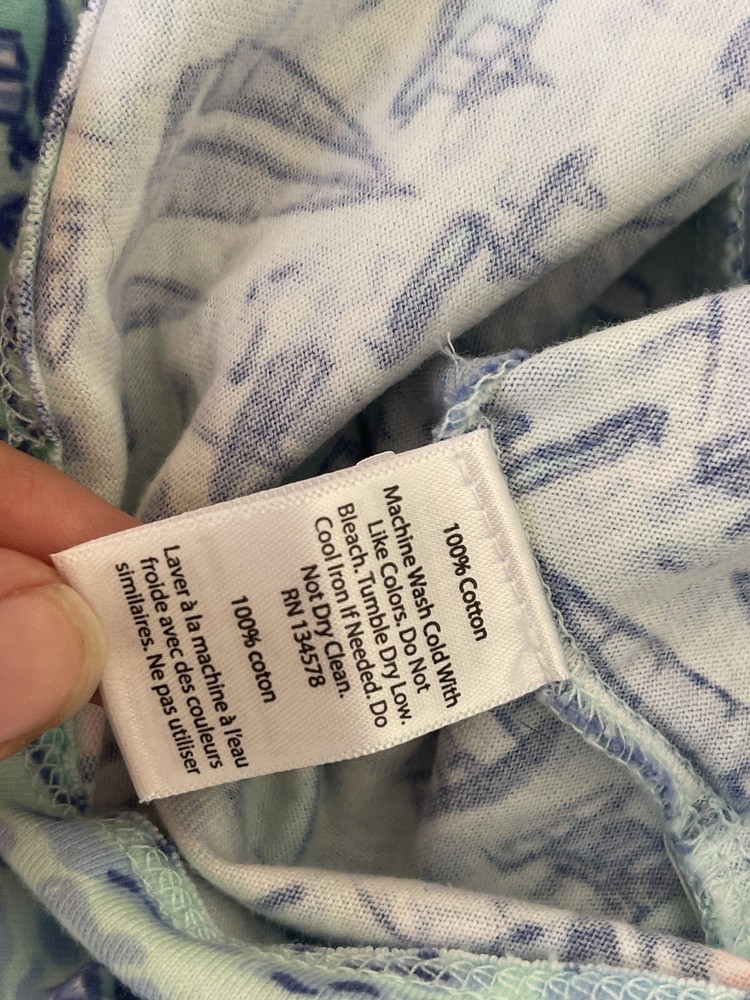 100% Cotton
Machine Wash Cold With
Like Colors. Do Not
Bleach. Tumble Dry Low.
Cool Iron If Needed. Do
Not Dry Clean.
RN 134578
100% coton
Laver à la machine à l'eau
froide avec des couleurs
similaires. Ne pas utiliser